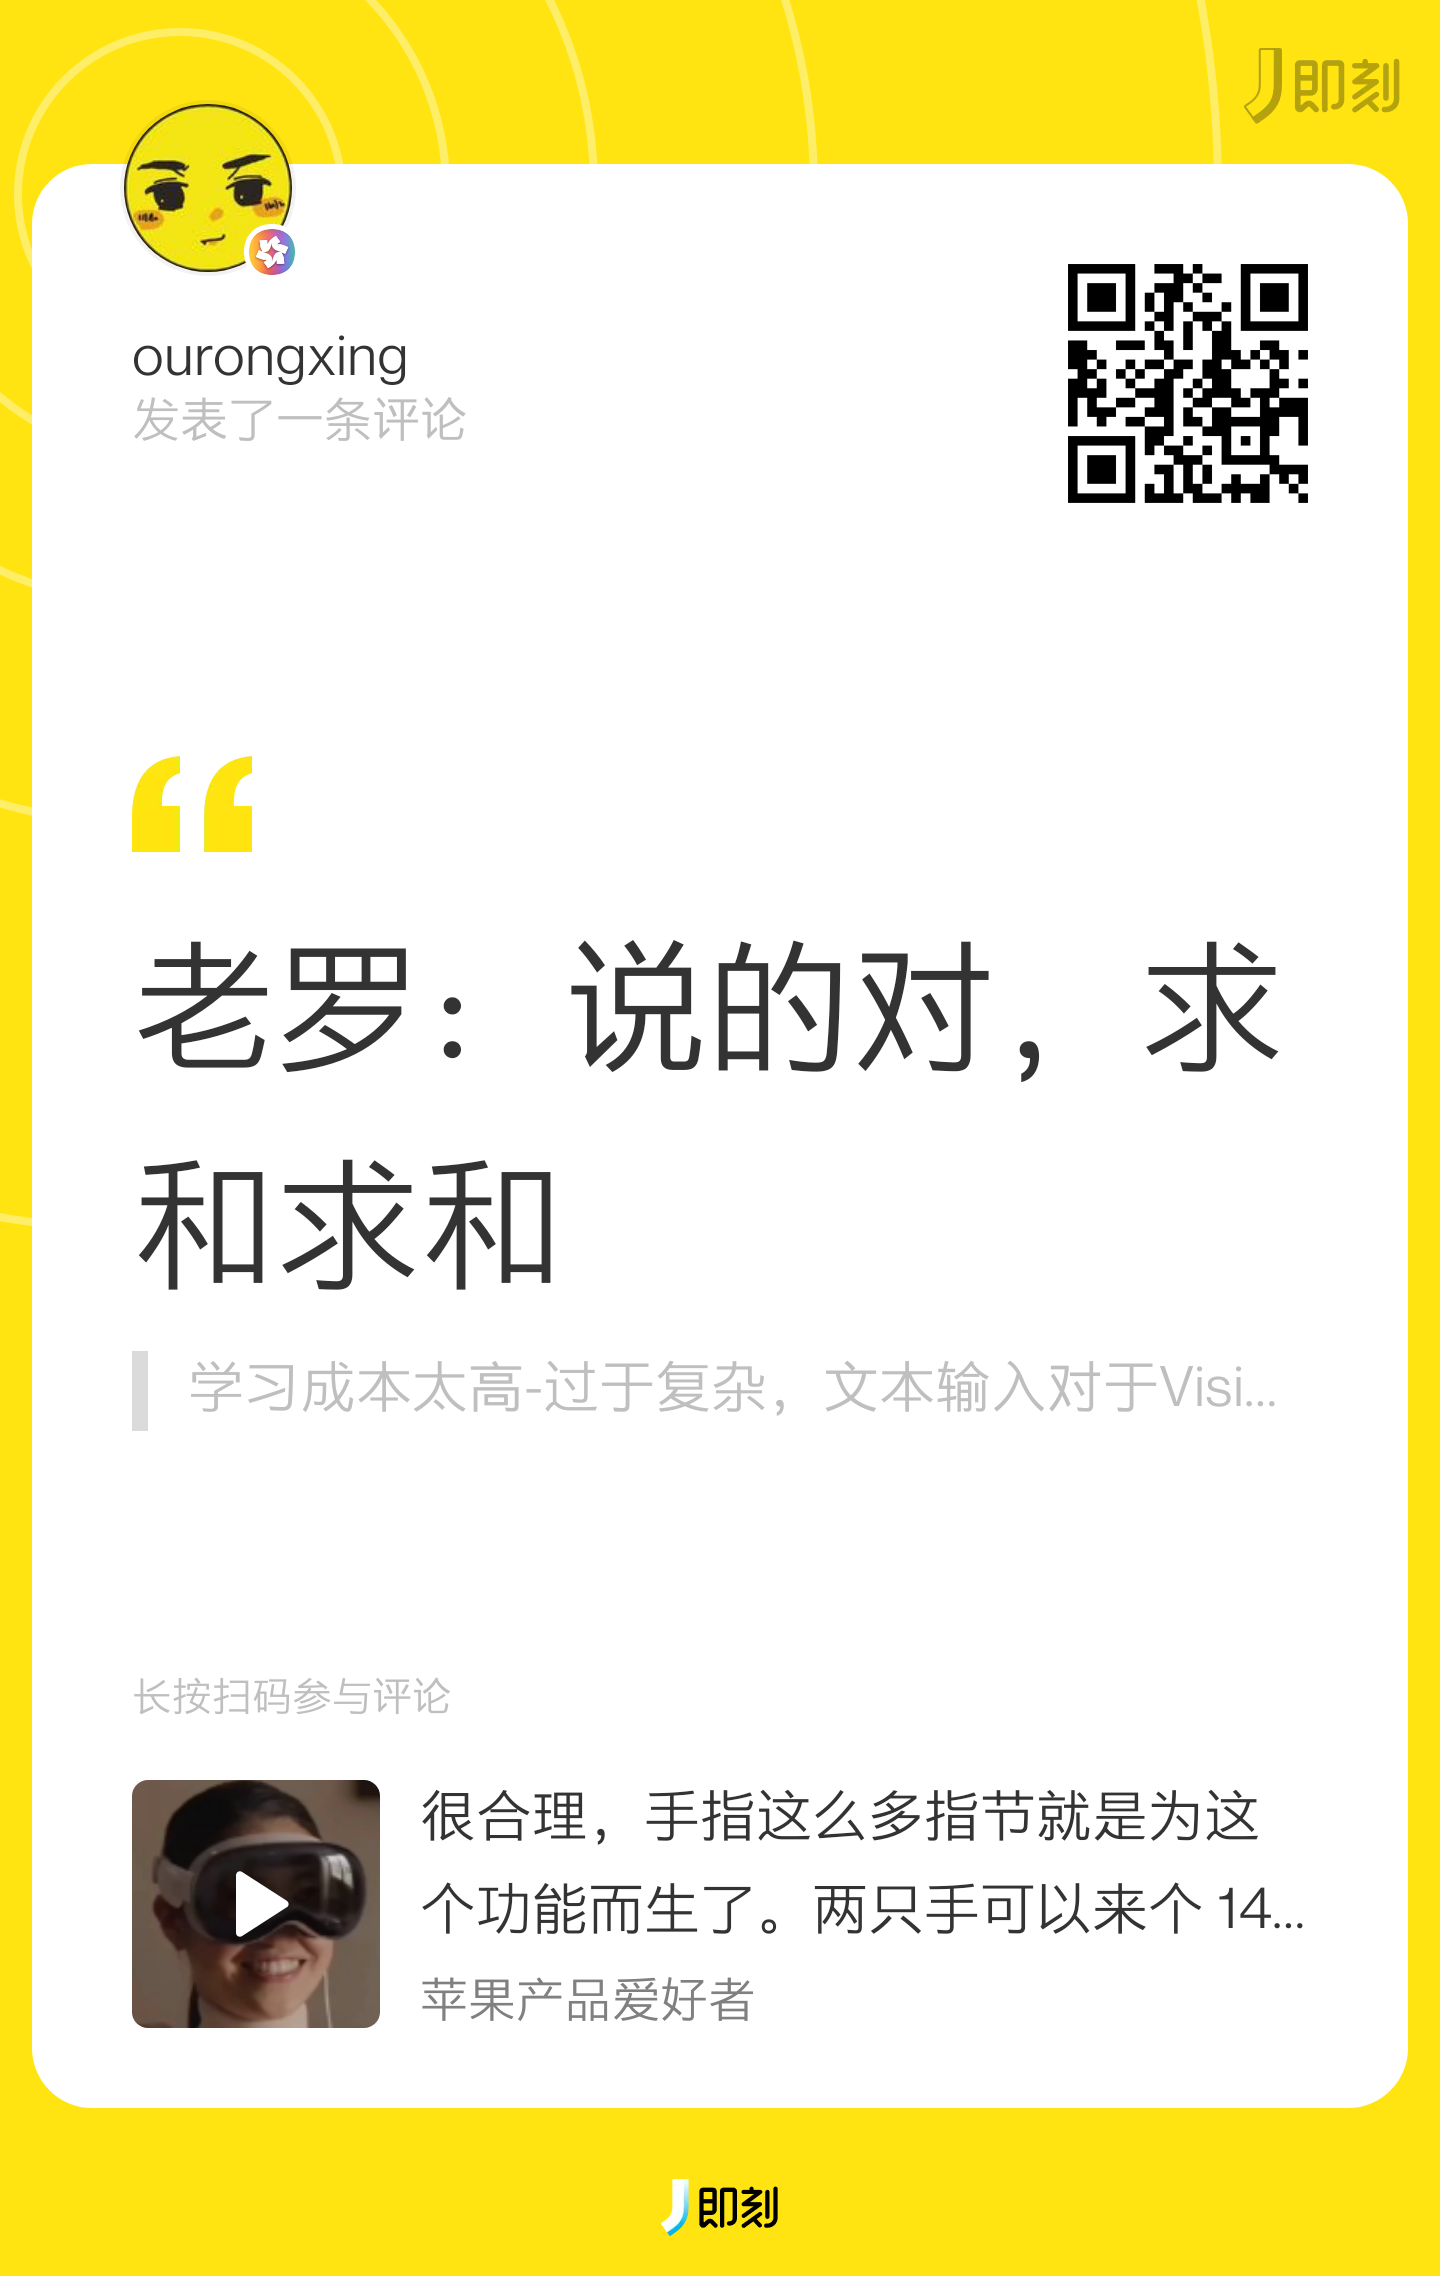 即刻
ourongxing
发表了一条评论
老罗：说的对，求
和求和
学习成本太高-过于复杂，文本输入对于Visi...
长按扫码参与评论
很合理，手指这么多指节就是为这
个功能而生了。两只手可以来个 14...
苹果产品爱好者
即刻